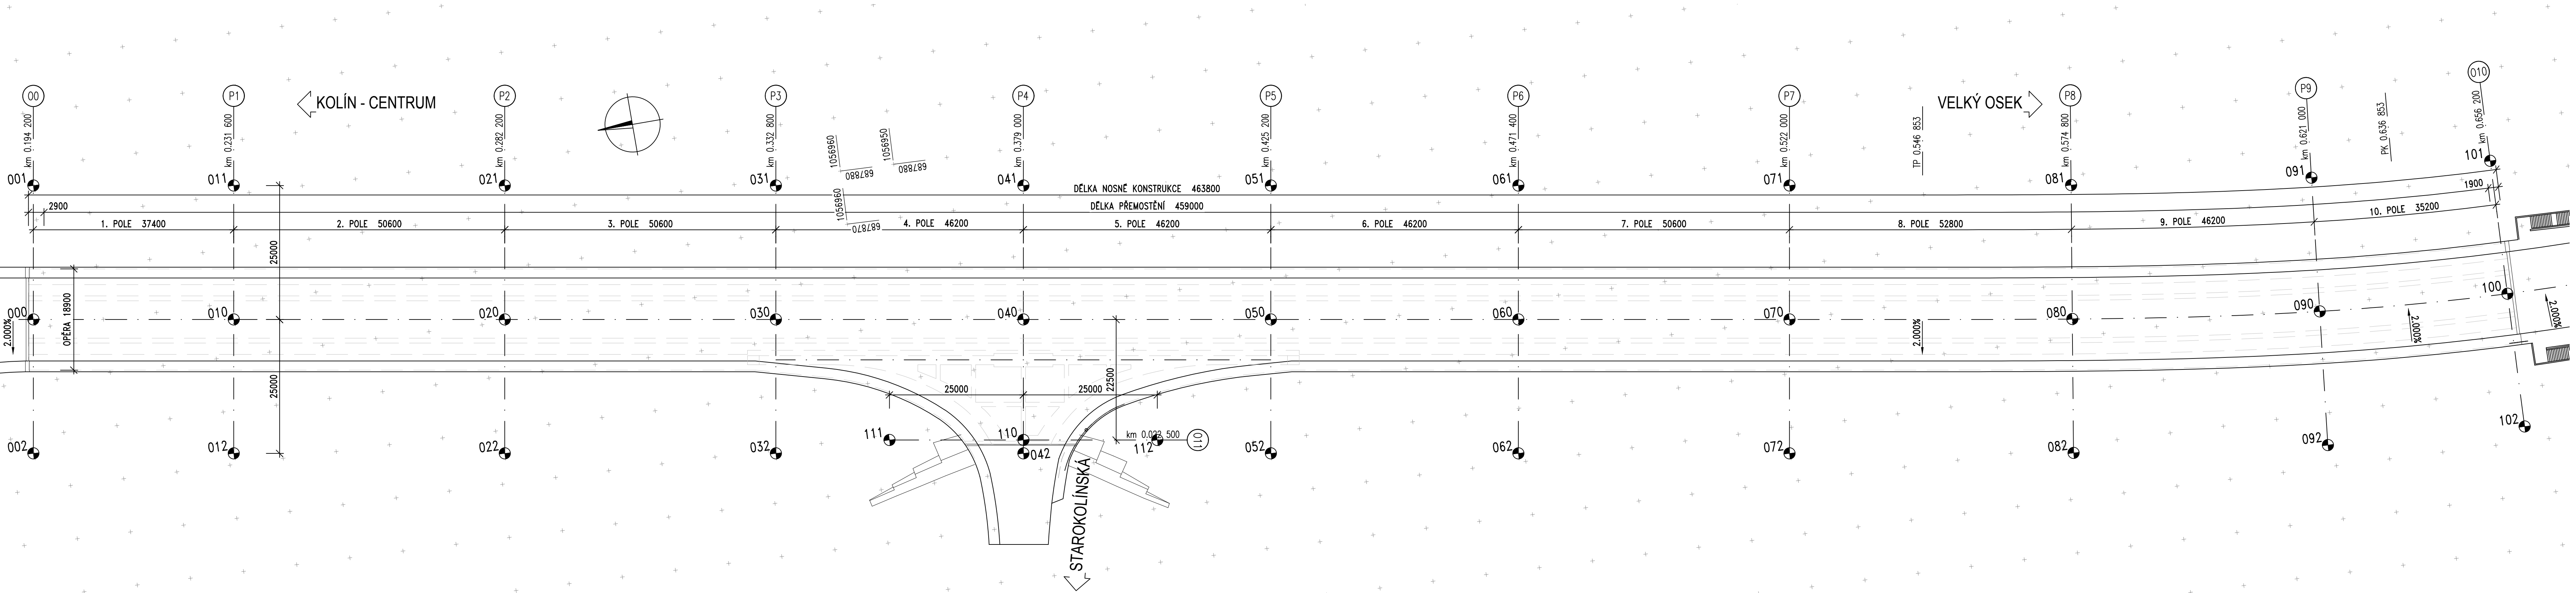 O0
P1
P2
P3
P4
P5
P6
P7
P8
P9
O10
KOLÍN - CENTRUM
VELKÝ OSEK
km 0.194 200
km 0.231 600
km 0.282 200
km 0.332 800
km 0.379 000
km 0.425 200
km 0.471 400
km 0.522 000
TP 0.546 853
km 0.574 800
km 0.621 000
PK 0.636 853
km 0.656 200
1056960
1056950
687880
687880
1056960
687870
001
011
021
031
041
051
061
071
081
091
101
DÉLKA NOSNÉ KONSTRUKCE 463800
2900
DÉLKA PŘEMOSTĚNÍ 459000
1900
1. POLE 37400
2. POLE 50600
3. POLE 50600
4. POLE 46200
5. POLE 46200
6. POLE 46200
7. POLE 50600
8. POLE 52800
9. POLE 46200
10. POLE 35200
25000
000
010
020
030
040
050
060
070
080
090
100
2.000%
OPĚRA 18900
2.000%
2.000%
2.000%
25000
25000
25000
22500
111
110
112
km 0.022 500
O11
002
012
022
032
042
052
062
072
082
092
102
STAROKOLÍNSKÁ